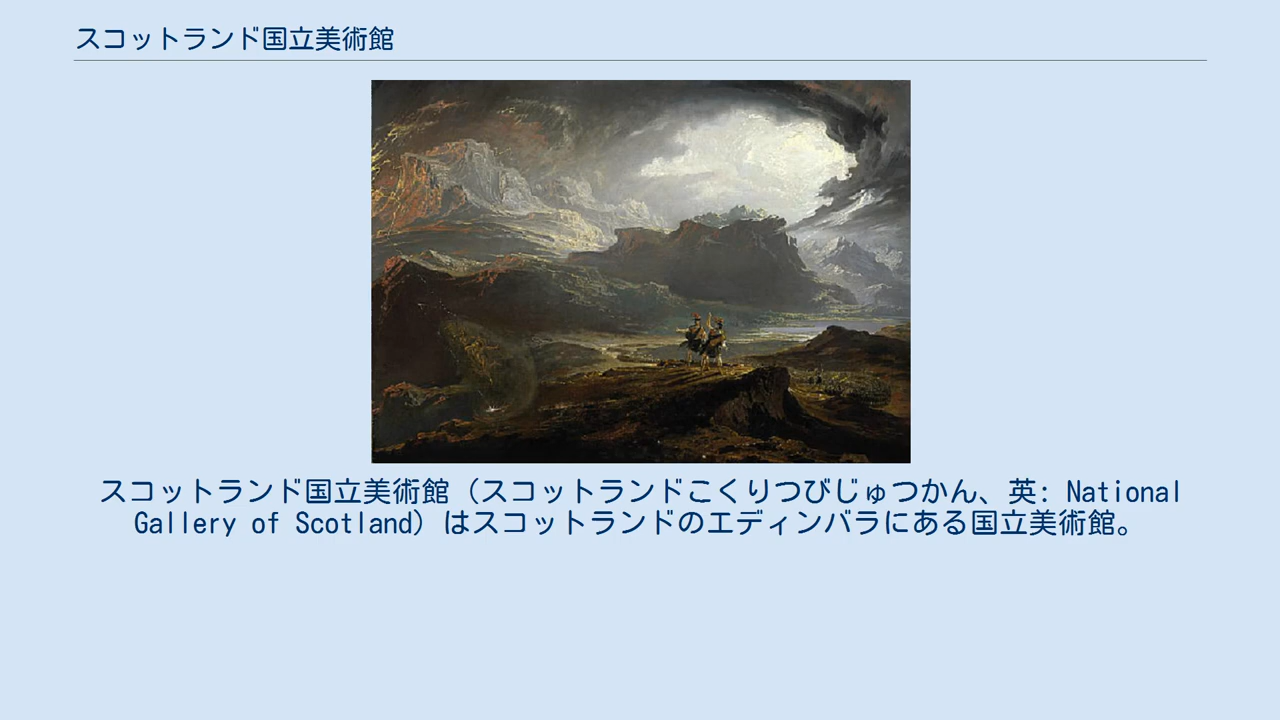 スコットランド国立美術館
スコットランド国立美術館（スコットランドこくりつびじゅつかん、英: National
Gallery of Scotland）はスコットランドのエディンバラにある国立美術館。